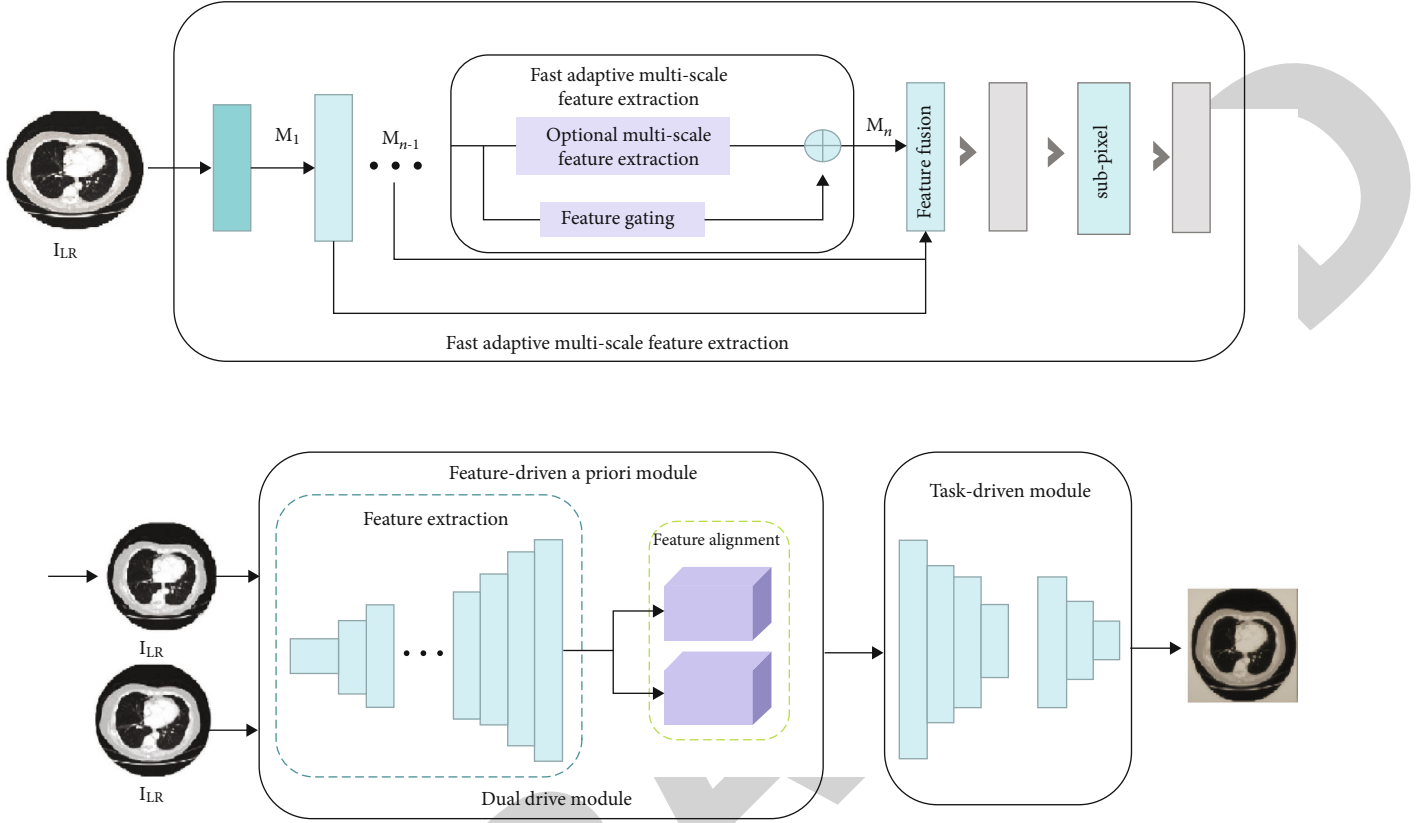 Fast adaptive multi-scale
feature extraction
Optional multi-scale
feature extraction
Feature gating
M1
Mn-1
Mn
Feature fusion
sub-pixel
ILR
Fast adaptive multi-scale feature extraction
Feature-driven a priori module
Feature extraction
Feature alignment
Task-driven module
ILR
ILR
Dual drive module